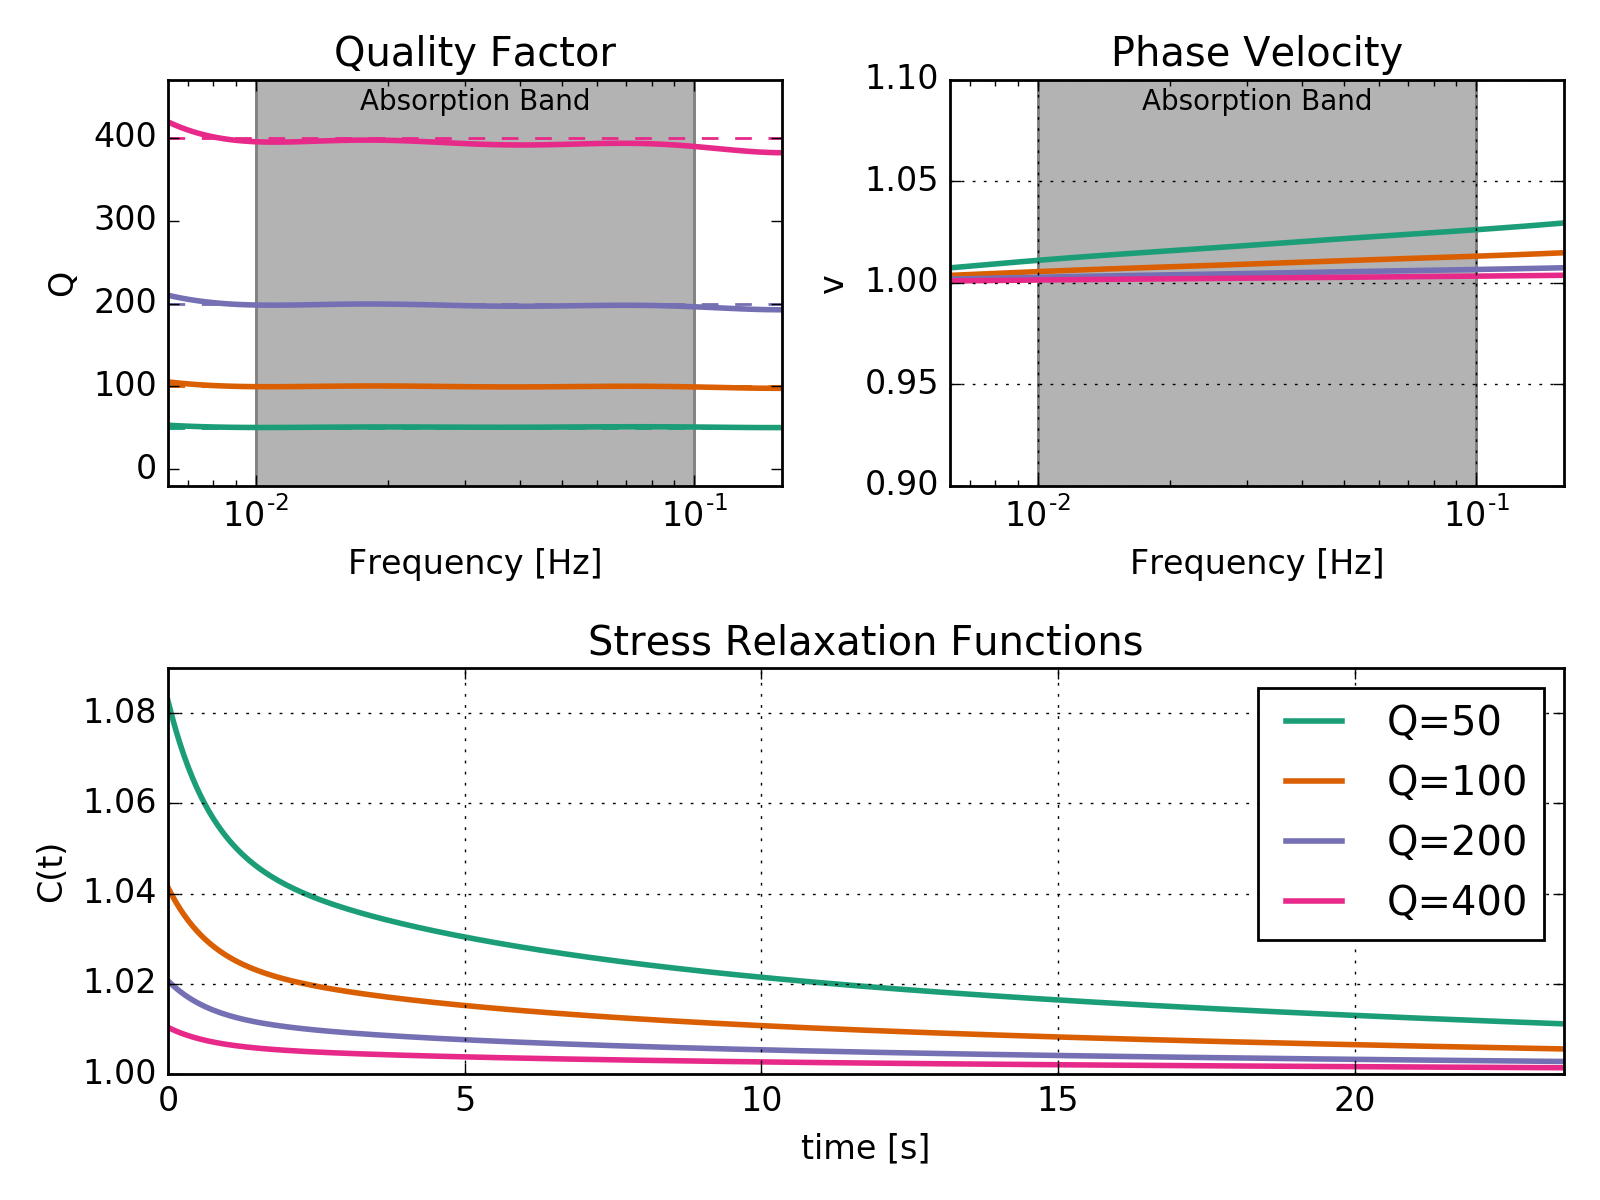 Quality Factor
Absorption Band
400
300
200
100
0
Q
10^-2
10^-1
Frequency [Hz]
Phase Velocity
Absorption Band
1.10
1.05
1.00
0.95
0.90
v
10^-2
10^-1
Frequency [Hz]
Stress Relaxation Functions
1.08
1.06
1.04
1.02
1.00
C(t)
Q=50
Q=100
Q=200
Q=400
0 5 10 15 20
time [s]